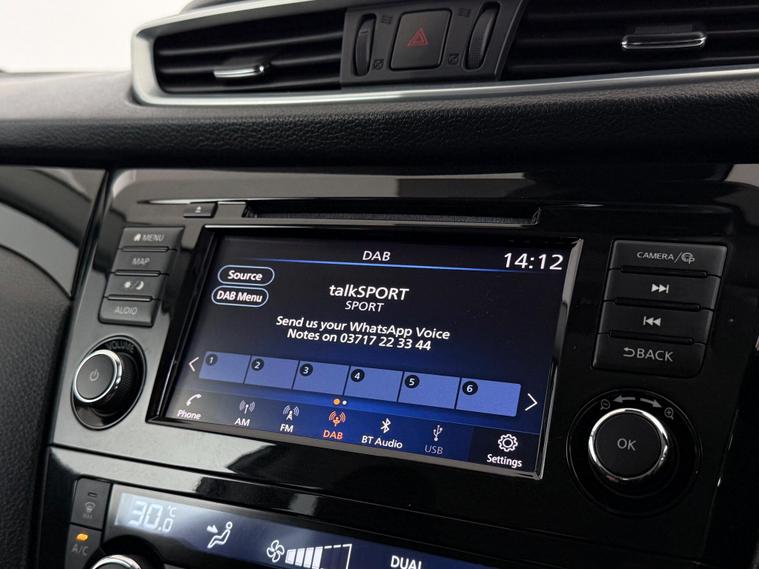 MENU
MAP
AUDIO
VOLUME
DAB
14:12
Source
DAB Menu
talkSPORT
SPORT
Send us your WhatsApp Voice
Notes on 03717 22 33 44
1 2 3 4 5 6
Phone
AM
FM
DAB
BT Audio
USB
Settings
CAMERA/
BACK
OK
A/C
30.0°C
DUAL